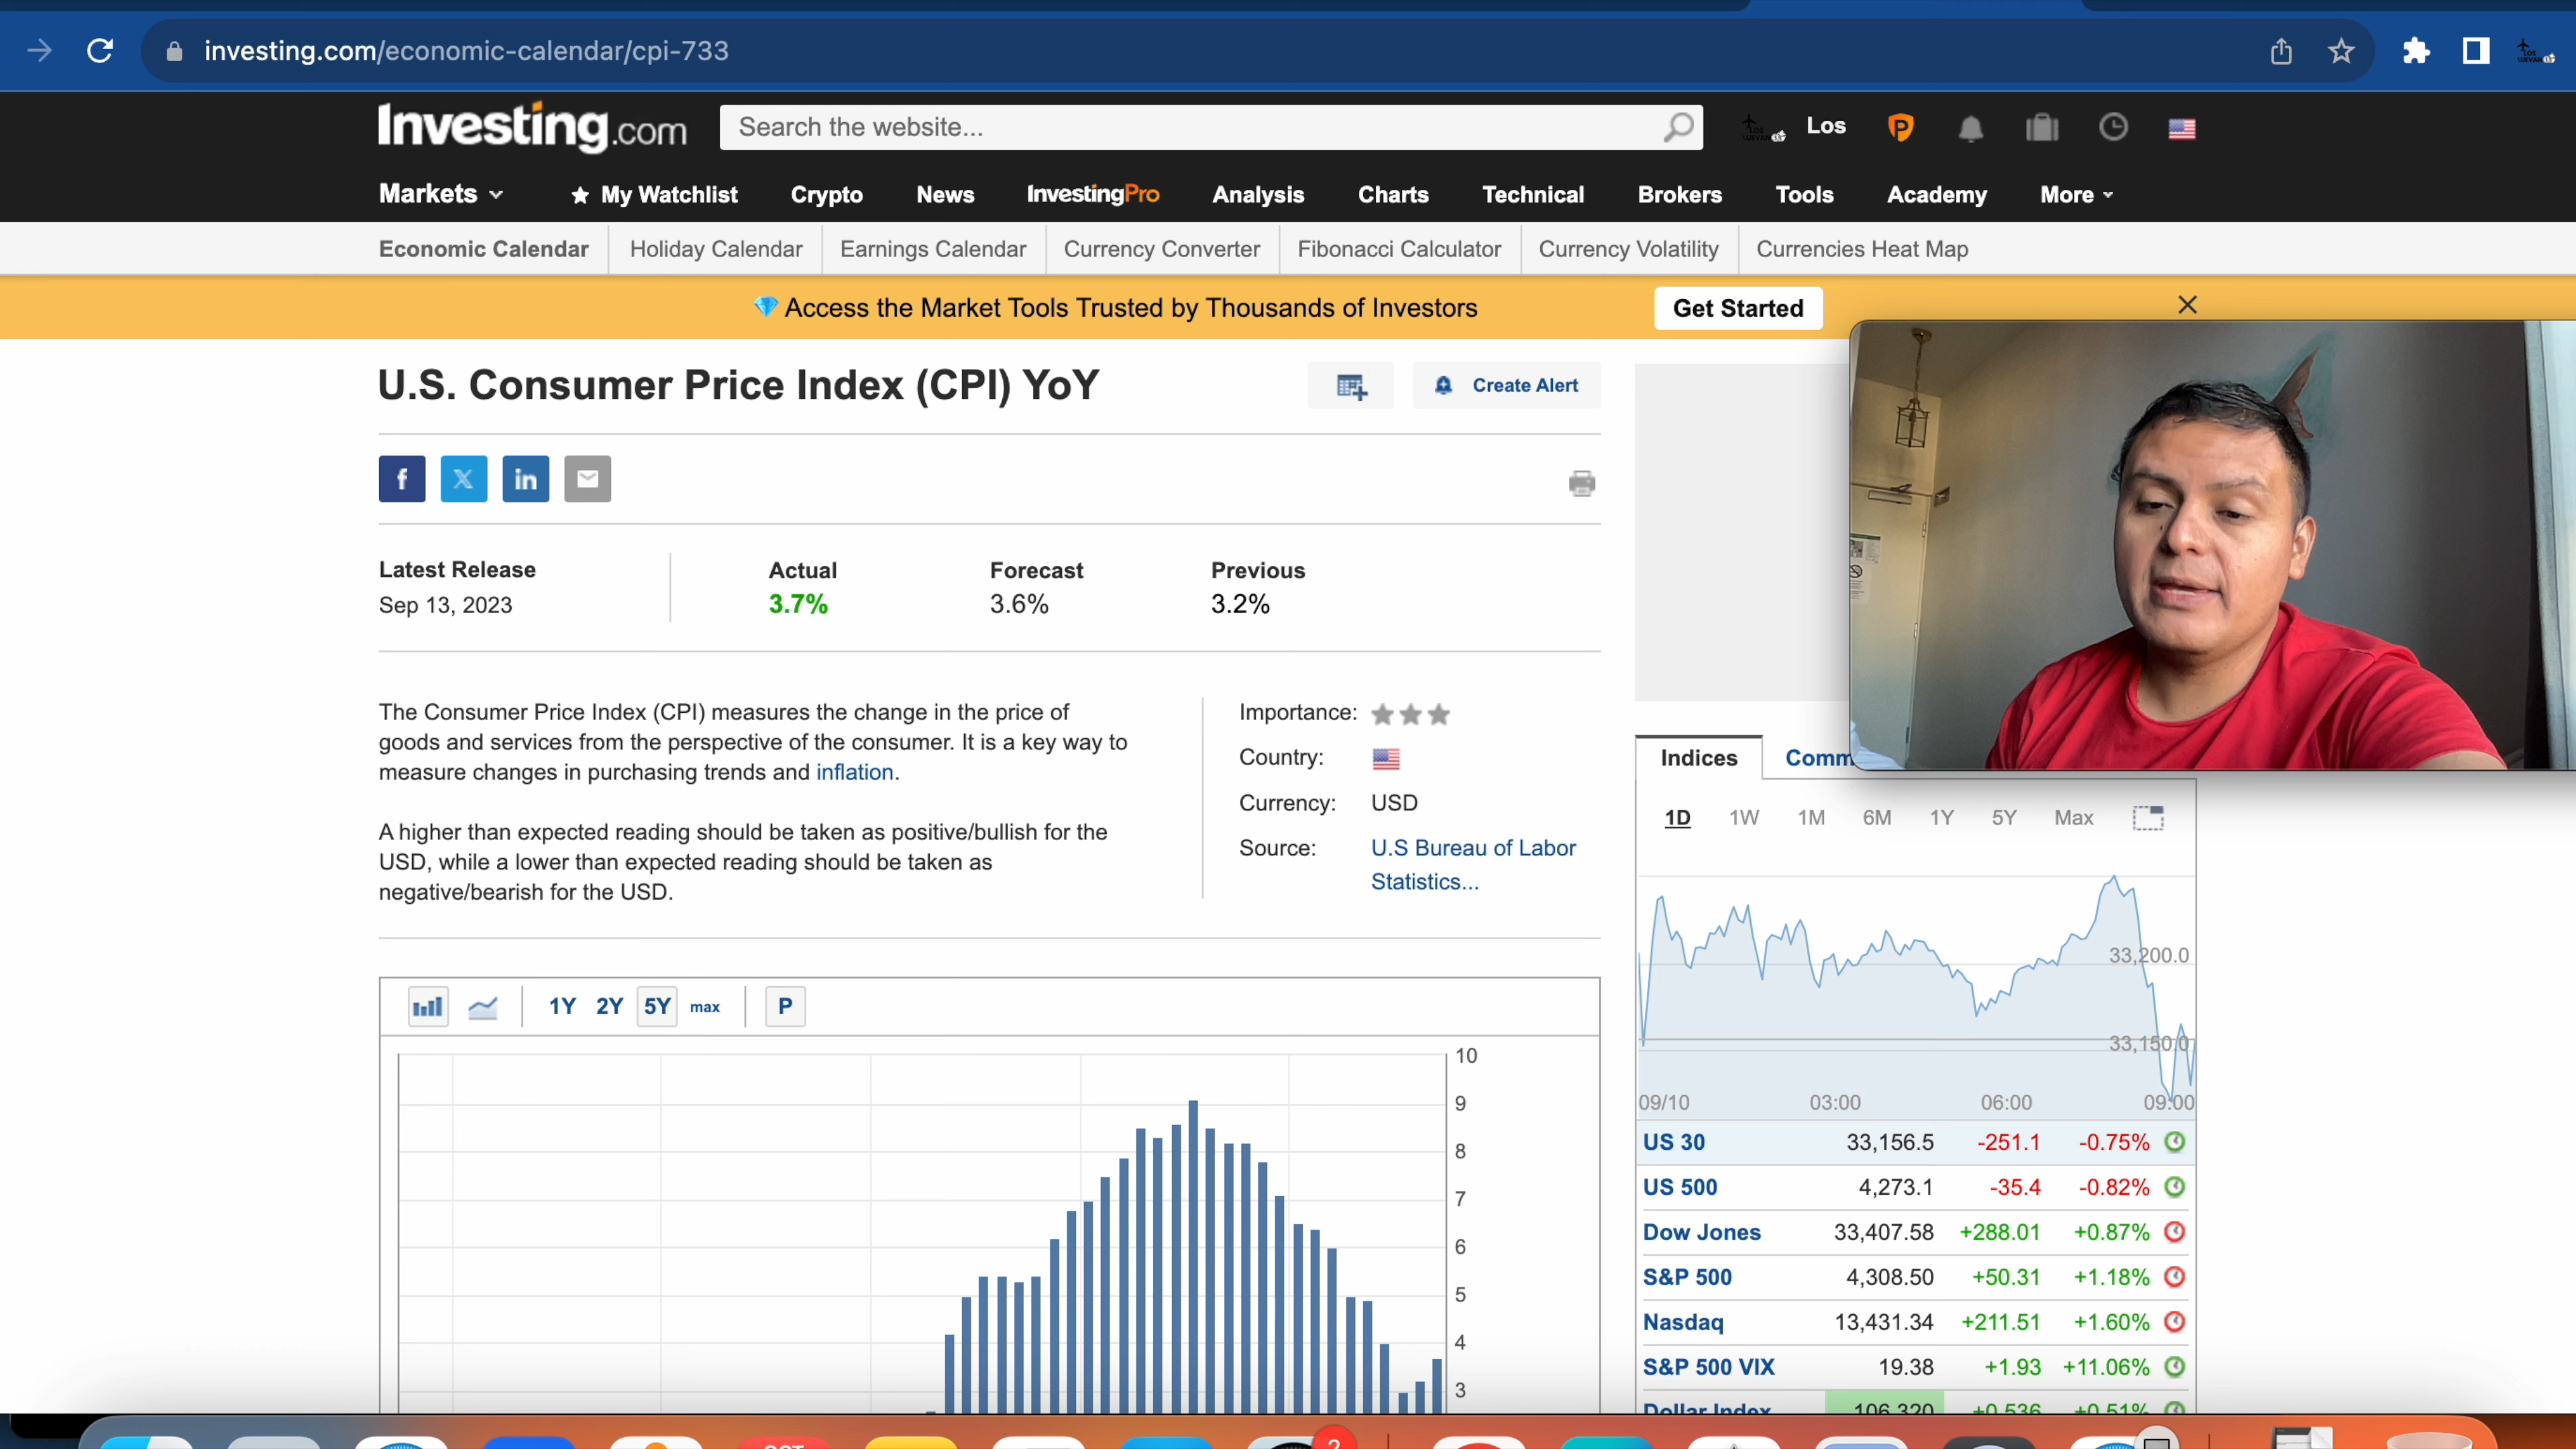 investing.com/economic-calendar/cpi-733
Investing.com
Search the website...
Los
Markets
My Watchlist
Crypto
News
InvestingPro
Analysis
Charts
Technical
Brokers
Tools
Academy
More
Economic Calendar
Holiday Calendar
Earnings Calendar
Currency Converter
Fibonacci Calculator
Currency Volatility
Currencies Heat Map
Access the Market Tools Trusted by Thousands of Investors
Get Started
U.S. Consumer Price Index (CPI) YoY
Create Alert
Latest Release
Sep 13, 2023
Actual
3.7%
Forecast
3.6%
Previous
3.2%
The Consumer Price Index (CPI) measures the change in the price of
goods and services from the perspective of the consumer. It is a key way to
measure changes in purchasing trends and inflation.
A higher than expected reading should be taken as positive/bullish for the
USD, while a lower than expected reading should be taken as
negative/bearish for the USD.
Importance:
Country:
Currency: USD
Source: U.S Bureau of Labor
Statistics...
1Y 2Y 5Y max P
10
9
8
7
6
5
4
3
Indices
Comm
1D 1W 1M 6M 1Y 5Y Max
33,200.0
33,150.0
09/10 03:00 06:00 09:00
US 30 33,156.5 -251.1 -0.75%
US 500 4,273.1 -35.4 -0.82%
Dow Jones 33,407.58 +288.01 +0.87%
S&P 500 4,308.50 +50.31 +1.18%
Nasdaq 13,431.34 +211.51 +1.60%
S&P 500 VIX 19.38 +1.93 +11.06%
Dollar Index 106.320 +0.536 +0.51%
OCT
2